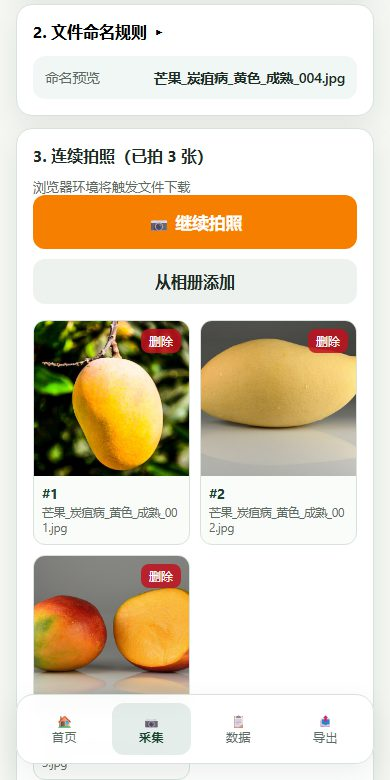 2. 文件命名规则 ▸
命名预览 芒果_炭疽病_黄色_成熟_004.jpg
3. 连续拍照（已拍 3 张）
浏览器环境将触发文件下载
继续拍照
从相册添加
删除
删除
#1
芒果_炭疽病_黄色_成熟_00
1.jpg
#2
芒果_炭疽病_黄色_成熟_00
2.jpg
删除
首页
采集
数据
导出